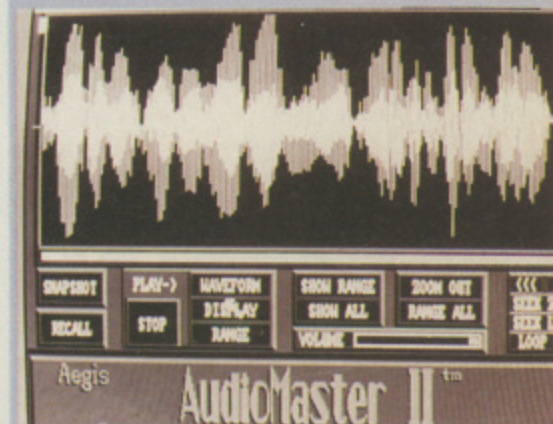 SNAPSHOT
PLAY->
WAVEFORM
SHOW RANGE
ZOOM OUT
<<<
DISPLAY
SHOW ALL
RANGE ALL
RECALL
STOP
RANGE
VOLUME
LOOP
Aegis
AudioMaster II™